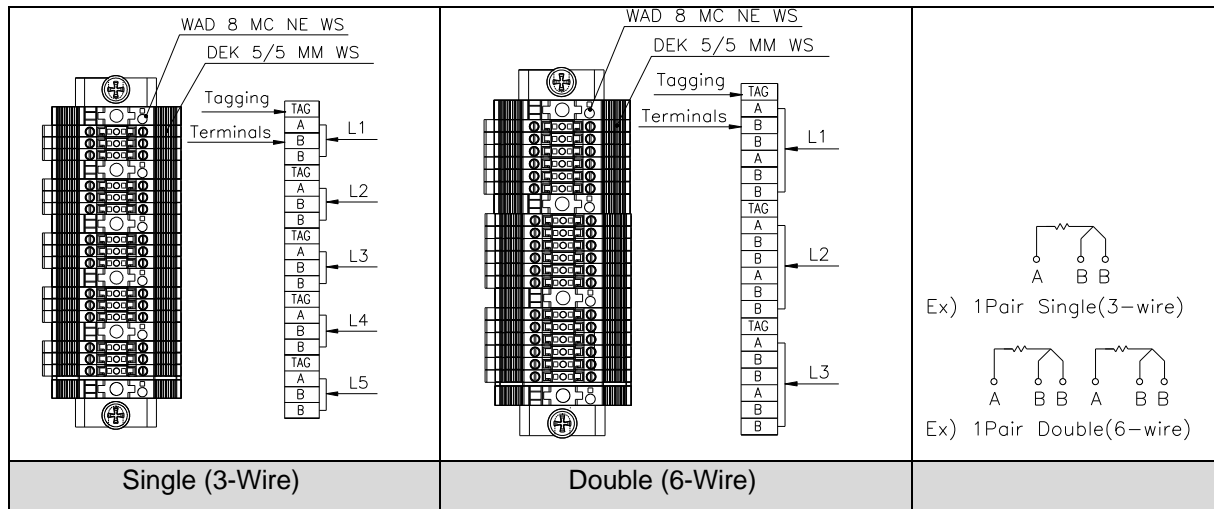 WAD 8 MC NE WS
DEK 5/5 MM WS
Tagging
Terminals
TAG
A
B
B
L1
TAG
A
B
B
L2
TAG
A
B
B
L3
TAG
A
B
B
L4
TAG
A
B
B
L5
Single (3-Wire)
WAD 8 MC NE WS
DEK 5/5 MM WS
Tagging
Terminals
TAG
A
B
B
A
B
B
L1
TAG
A
B
B
A
B
B
L2
TAG
A
B
B
A
B
B
L3
Double (6-Wire)
A B B
Ex) 1Pair Single(3-wire)
A B B A B B
Ex) 1Pair Double(6-wire)